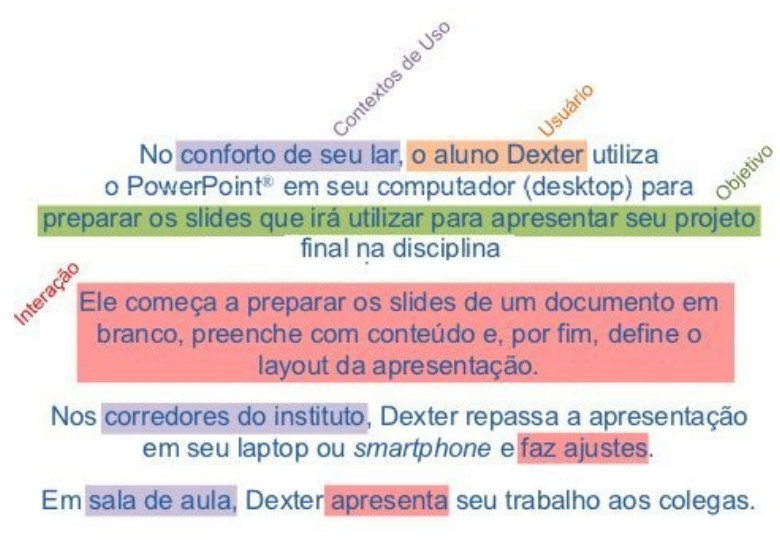 Contextos de Uso
Usuário
No conforto de seu lar, o aluno Dexter utiliza
o PowerPoint® em seu computador (desktop) para
Objetivo
preparar os slides que irá utilizar para apresentar seu projeto
final na disciplina
Interação
Ele começa a preparar os slides de um documento em
branco, preenche com conteúdo e, por fim, define o
layout da apresentação.
Nos corredores do instituto, Dexter repassa a apresentação
em seu laptop ou smartphone e faz ajustes.
Em sala de aula, Dexter apresenta seu trabalho aos colegas.